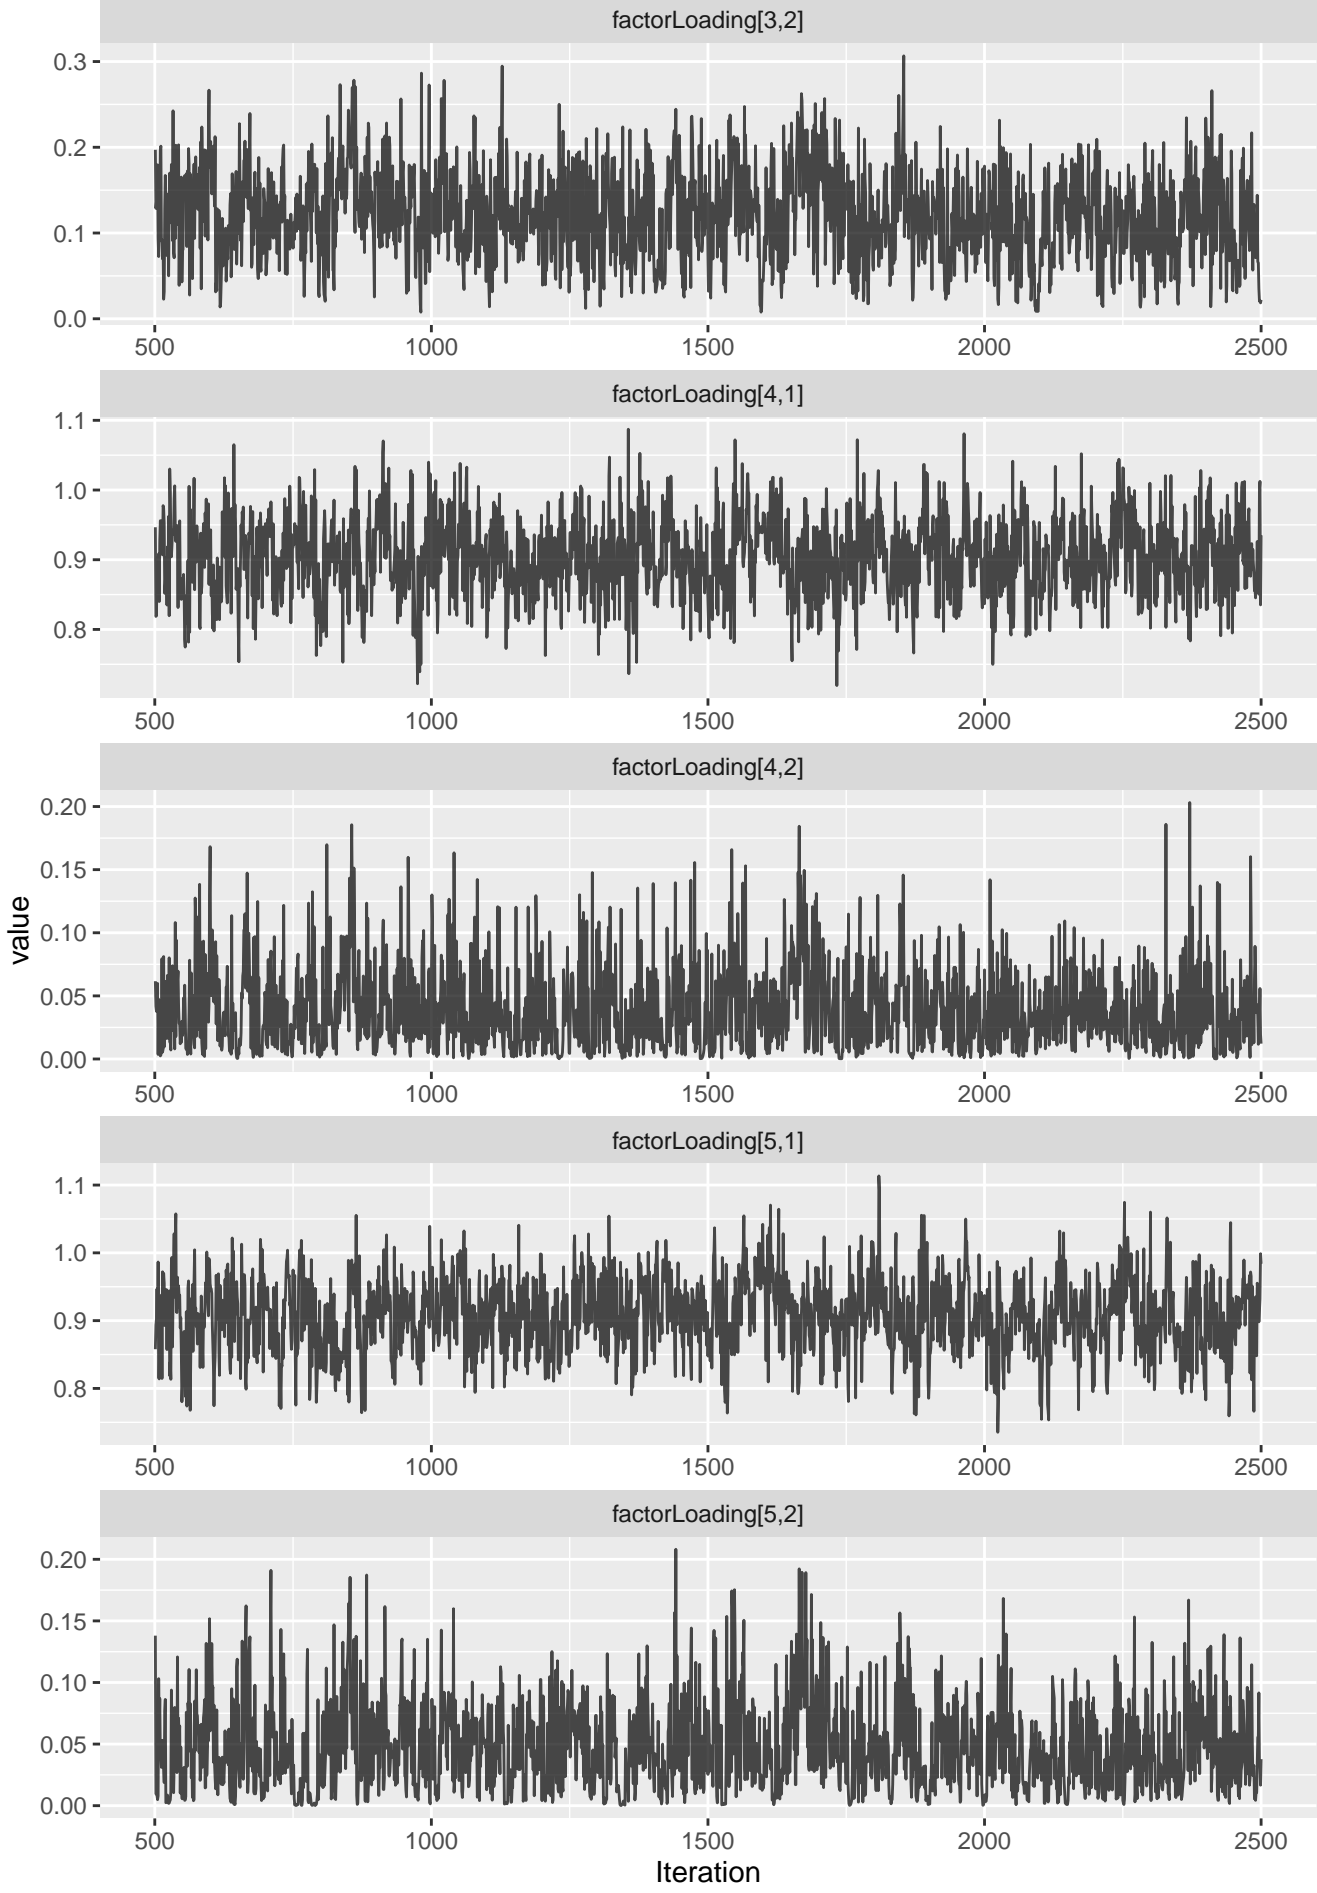 factorLoading[3,2]
0.3
0.2
0.1
0.0
500 1000 1500 2000 2500
factorLoading[4,1]
1.1
1.0
0.9
0.8
500 1000 1500 2000 2500
factorLoading[4,2]
0.20
0.15
0.10
0.05
0.00
value
500 1000 1500 2000 2500
factorLoading[5,1]
1.1
1.0
0.9
0.8
500 1000 1500 2000 2500
factorLoading[5,2]
0.20
0.15
0.10
0.05
0.00
500 1000 1500 2000 2500
Iteration